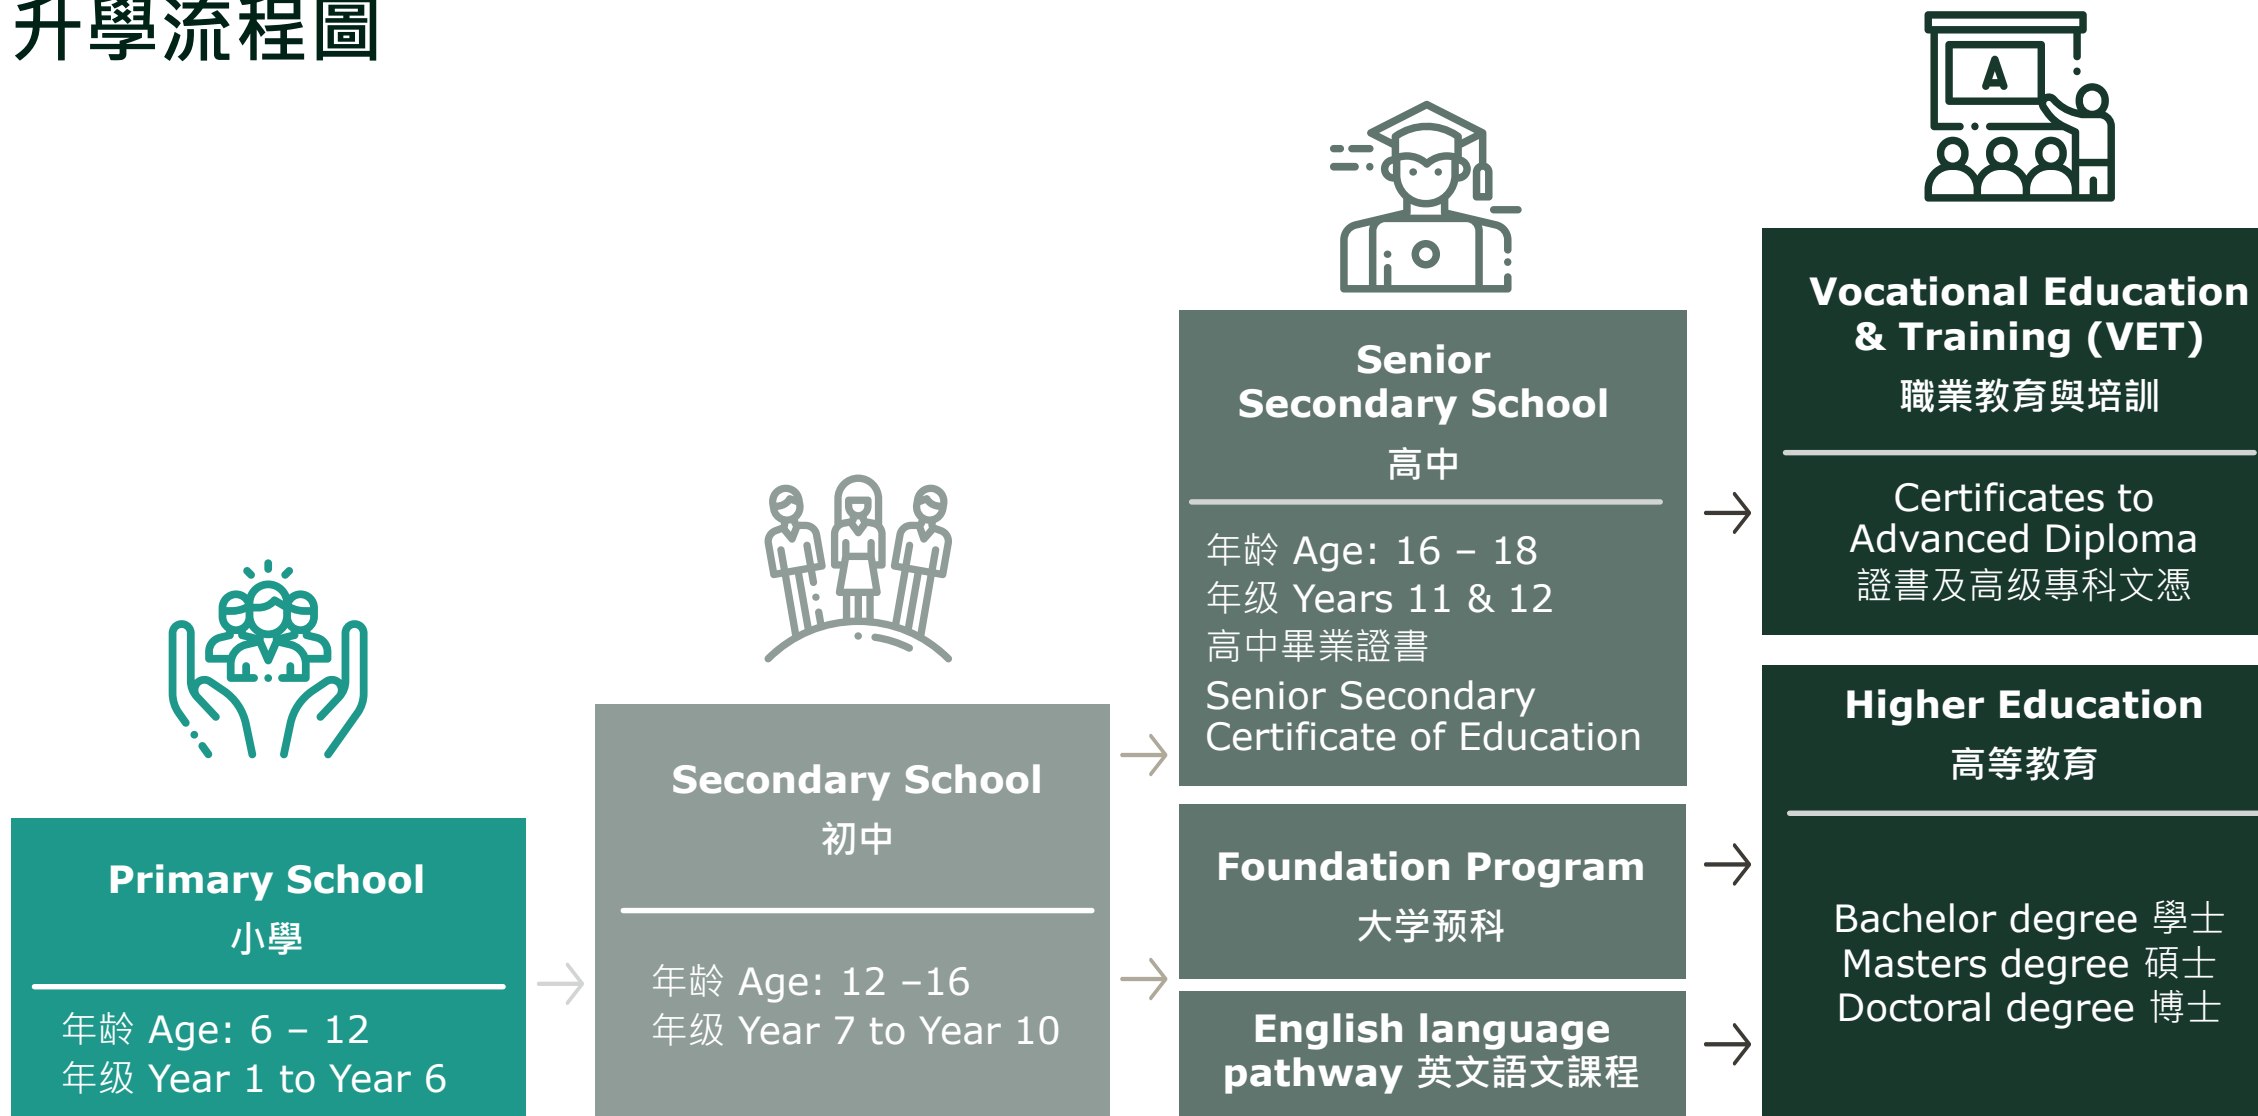 升學流程圖
A
Primary School
小學
年龄 Age: 6 – 12
年级 Year 1 to Year 6
Secondary School
初中
年龄 Age: 12 –16
年级 Year 7 to Year 10
Senior
Secondary School
高中
年龄 Age: 16 – 18
年级 Years 11 & 12
高中畢業證書
Senior Secondary
Certificate of Education
Foundation Program
大学预科
English language
pathway 英文語文課程
Vocational Education
& Training (VET)
職業教育與培訓
Certificates to
Advanced Diploma
證書及高级專科文憑
Higher Education
高等教育
Bachelor degree 學士
Masters degree 碩士
Doctoral degree 博士